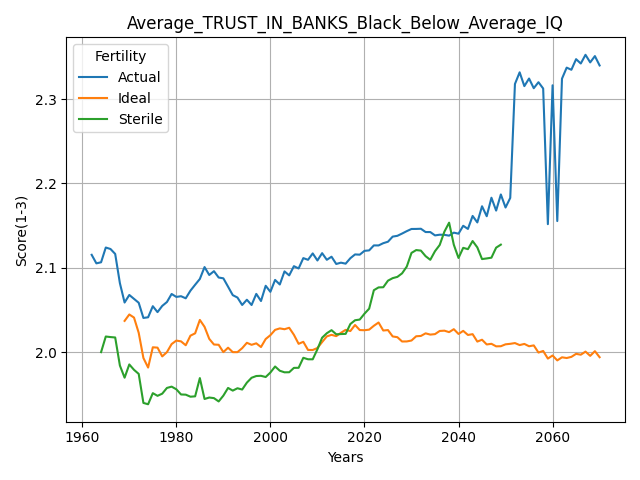 Average_TRUST_IN_BANKS_Black_Below_Average_IQ
Fertility
Actual
Ideal
Sterile
Score(1-3)
2.3
2.2
2.1
2.0
1960
1980
2000
2020
2040
2060
Years